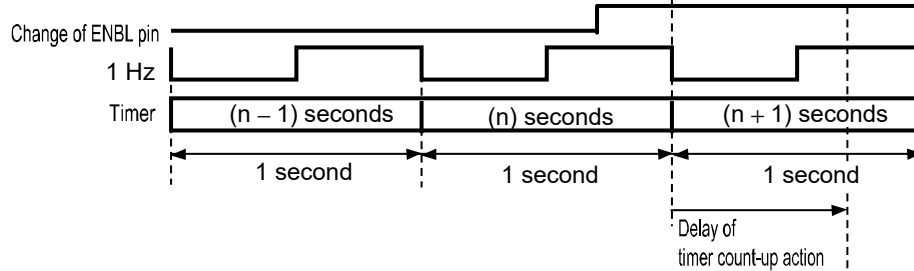 Change of ENBL pin
1 Hz
Timer
(n − 1) seconds
(n) seconds
(n + 1) seconds
1 second
1 second
1 second
Delay of
timer count-up action